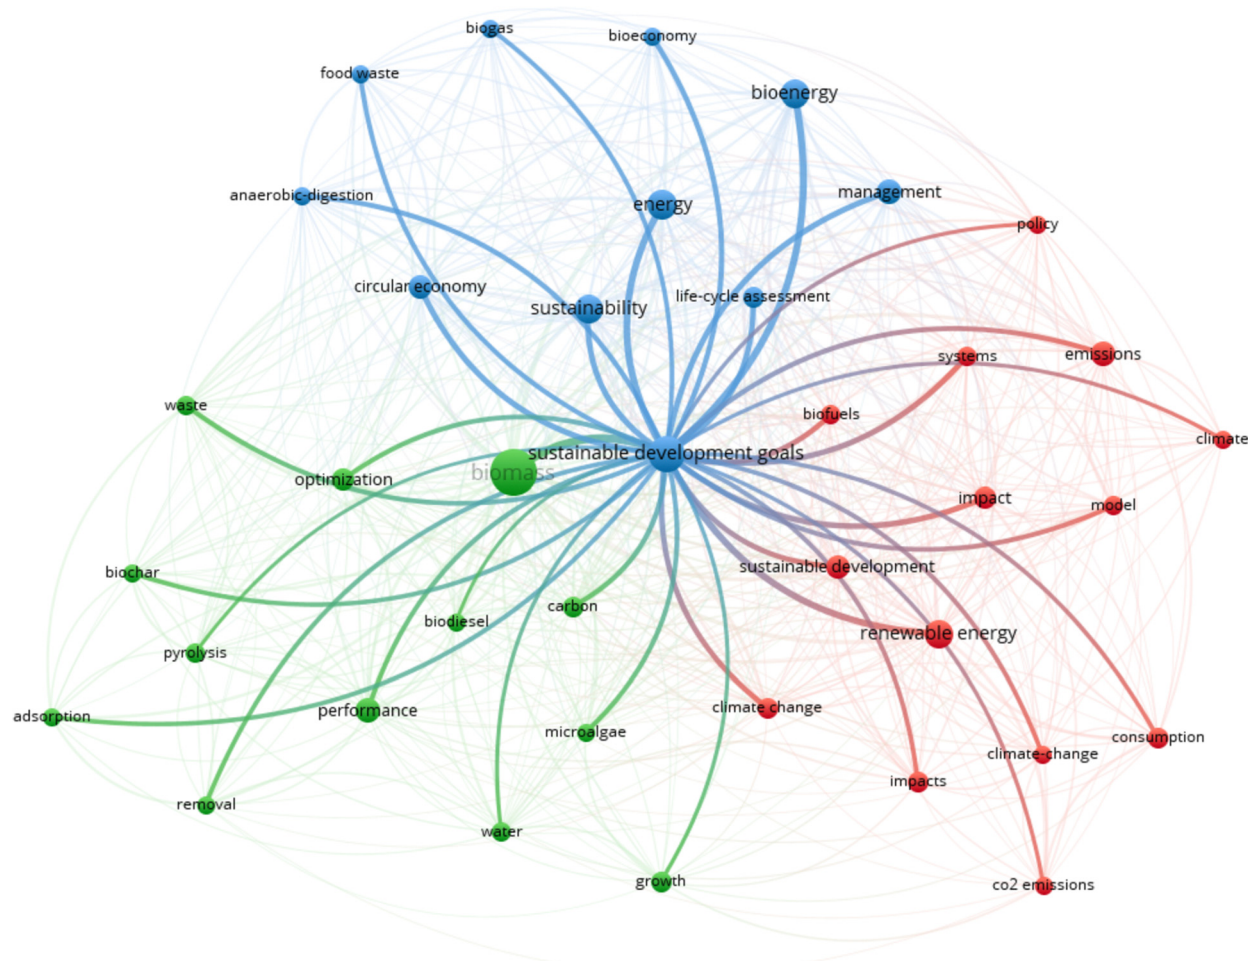 biogas
bioeconomy
food waste
bioenergy
anaerobic-digestion
management
energy
policy
circular economy
life-cycle assessment
sustainability
systems
emissions
waste
biofuels
climate
sustainable development goals
biomass
optimization
impact
model
biochar
sustainable development
carbon
biodiesel
renewable energy
pyrolysis
adsorption
performance
climate change
microalgae
consumption
climate-change
impacts
removal
water
growth
co2 emissions